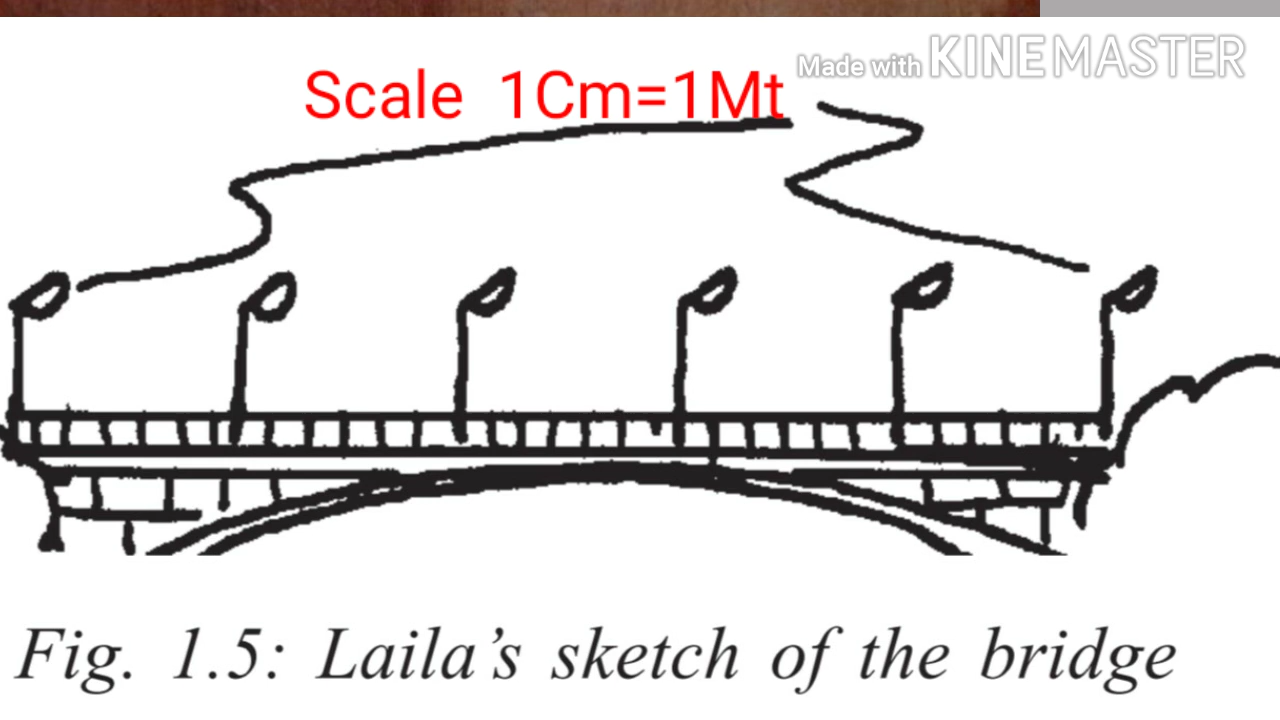 Made with KINEMASTER
Scale 1Cm=1Mt
Fig. 1.5: Laila’s sketch of the bridge